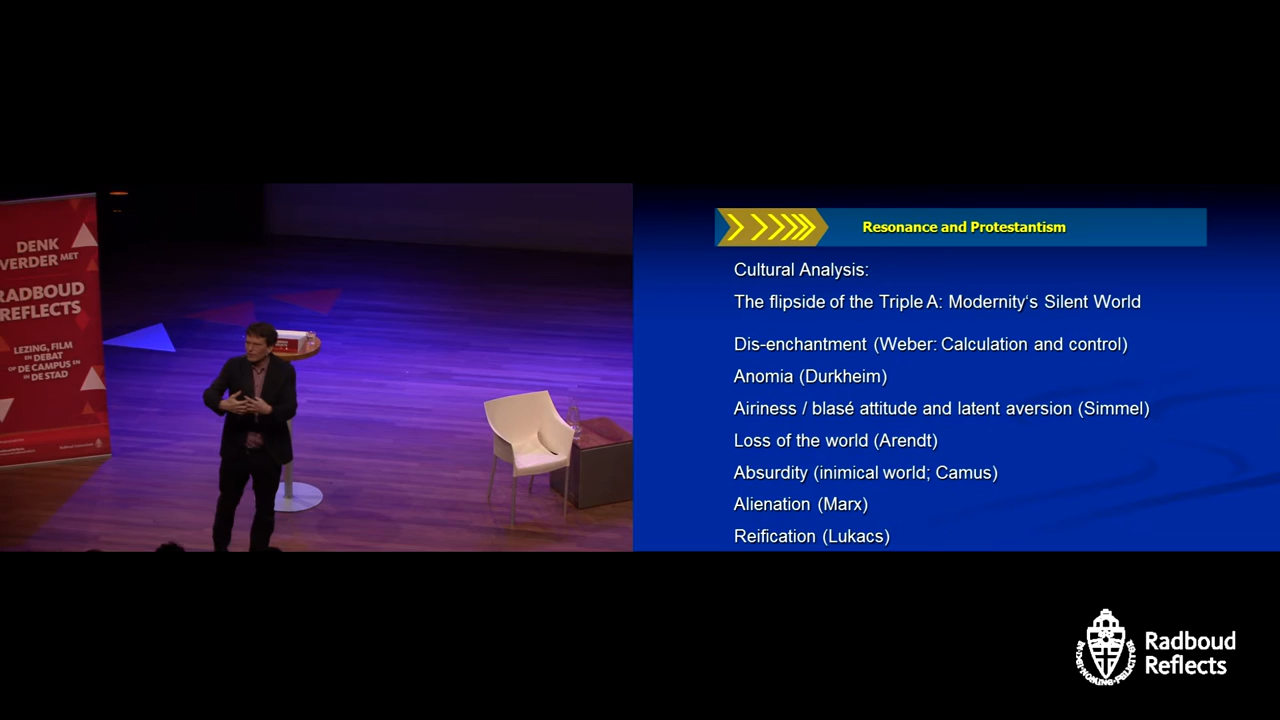 DENK
VERDER MET
RADBOUD
REFLECTS
LEZING, FILM
EN DEBAT
OP DE CAMPUS EN
IN DE STAD
Resonance and Protestantism
Cultural Analysis:
The flipside of the Triple A: Modernity‘s Silent World
Dis-enchantment (Weber: Calculation and control)
Anomia (Durkheim)
Airiness / blasé attitude and latent aversion (Simmel)
Loss of the world (Arendt)
Absurdity (inimical world; Camus)
Alienation (Marx)
Reification (Lukacs)
Radboud
Reflects